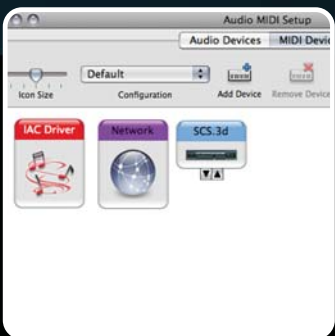 Audio MIDI Setup
Audio Devices MIDI Devic
Default
Icon Size Configuration Add Device Remove Device
IAC Driver Network SCS.3d